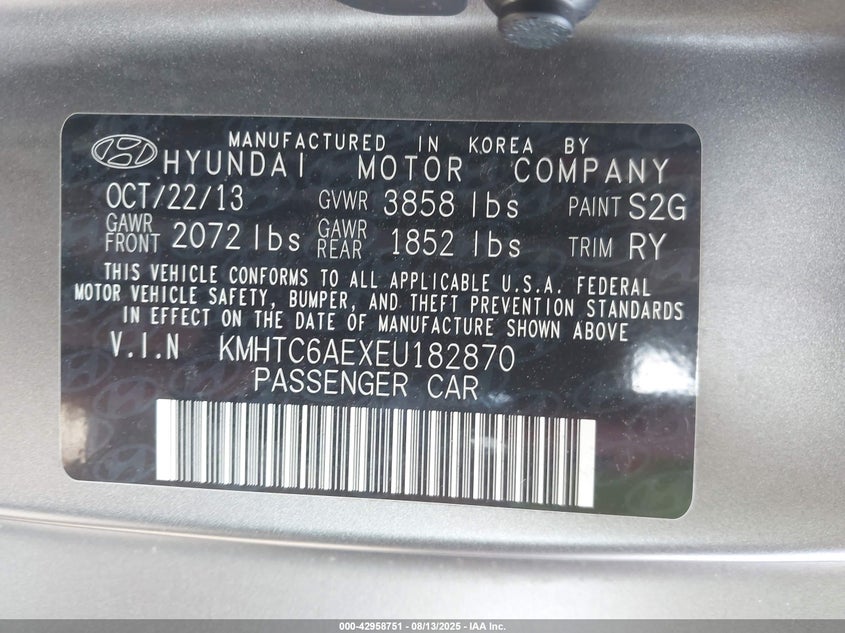 MANUFACTURED IN KOREA BY
HYUNDAI MOTOR COMPANY
OCT/22/13 GVWR 3858 lbs PAINT S2G
GAWR FRONT 2072 lbs GAWR REAR 1852 lbs TRIM RY
THIS VEHICLE CONFORMS TO ALL APPLICABLE U.S.A. FEDERAL
MOTOR VEHICLE SAFETY, BUMPER, AND THEFT PREVENTION STANDARDS
IN EFFECT ON THE DATE OF MANUFACTURE SHOWN ABOVE
V.I.N KMHTC6AEXEU182870
PASSENGER CAR
000-42958751 — 08/13/2025 — IAA Inc.